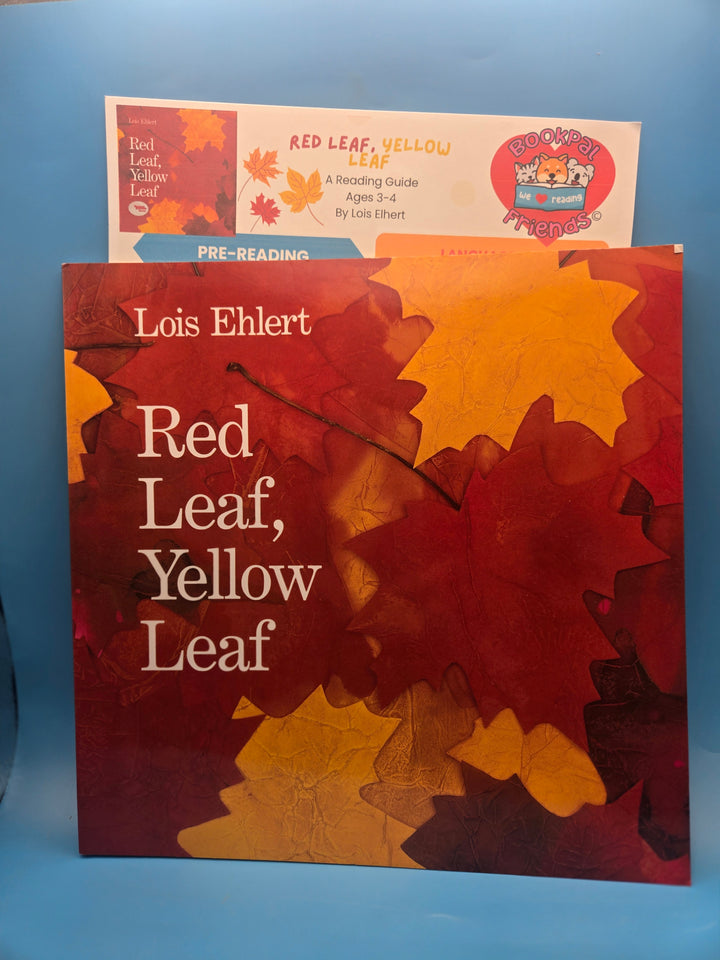 Lois Ehlert
Red
Leaf,
Yellow
Leaf
RED LEAF, YELLOW
LEAF
A Reading Guide
Ages 3-4
By Lois Elhert
BOOKPAL
we reading
FRIENDS©
PRE-READING
Lois Ehlert
Red
Leaf,
Yellow
Leaf